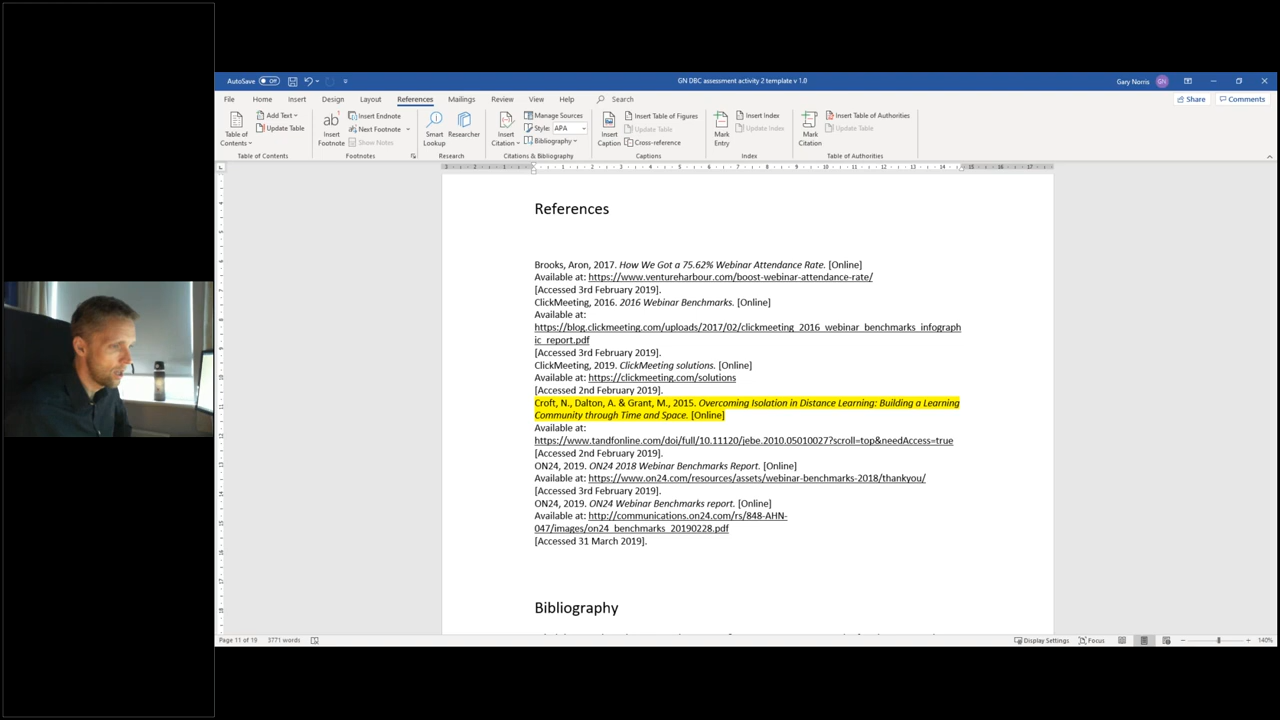 AutoSave Off
GN DBC assessment activity 2 template v 1.0
Gary Norris GN
File Home Insert Design Layout References Mailings Review View Help Search
Share Comments
Table of Contents
Add Text
Update Table
Table of Contents
ab
Insert Footnote
Insert Endnote
Next Footnote
Show Notes
Footnotes
Smart Lookup
Researcher
Research
Insert Citation
Manage Sources
Style: APA
Bibliography
Citations & Bibliography
Insert Caption
Insert Table of Figures
Update Table
Cross-reference
Captions
Mark Entry
Insert Index
Update Index
Index
Mark Citation
Insert Table of Authorities
Update Table
Table of Authorities
References
Brooks, Aron, 2017. How We Got a 75.62% Webinar Attendance Rate. [Online]
Available at: https://www.ventureharbour.com/boost-webinar-attendance-rate/
[Accessed 3rd February 2019].
ClickMeeting, 2016. 2016 Webinar Benchmarks. [Online]
Available at:
https://blog.clickmeeting.com/uploads/2017/02/clickmeeting_2016_webinar_benchmarks_infograph
ic_report.pdf
[Accessed 3rd February 2019].
ClickMeeting, 2019. ClickMeeting solutions. [Online]
Available at: https://clickmeeting.com/solutions
[Accessed 2nd February 2019].
Croft, N., Dalton, A. & Grant, M., 2015. Overcoming Isolation in Distance Learning: Building a Learning
Community through Time and Space. [Online]
Available at:
https://www.tandfonline.com/doi/full/10.11120/jebe.2010.05010027?scroll=top&needAccess=true
[Accessed 2nd February 2019].
ON24, 2019. ON24 2018 Webinar Benchmarks Report. [Online]
Available at: https://www.on24.com/resources/assets/webinar-benchmarks-2018/thankyou/
[Accessed 3rd February 2019].
ON24, 2019. ON24 Webinar Benchmarks report. [Online]
Available at: http://communications.on24.com/rs/848-AHN-
047/images/on24_benchmarks_20190228.pdf
[Accessed 31 March 2019].
Bibliography
Page 11 of 19 3771 words
Display Settings Focus 140%